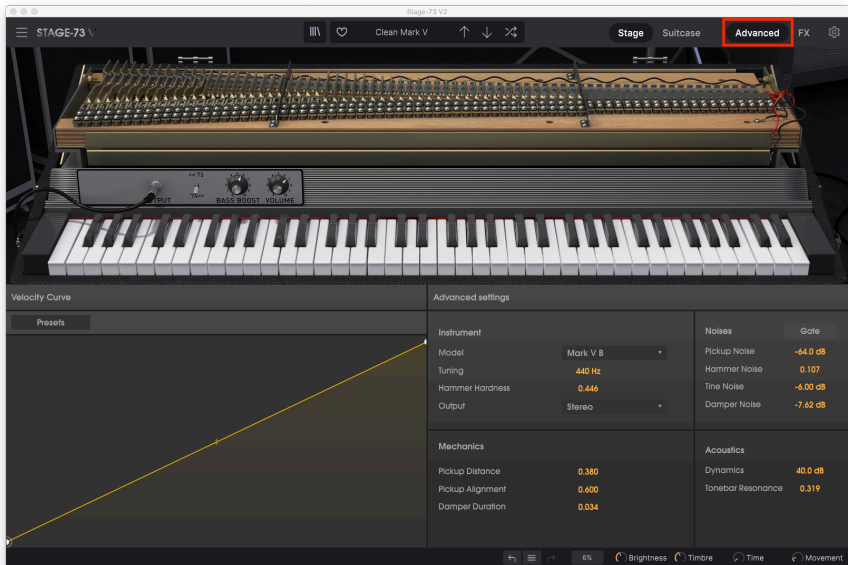 Stage-73 V2
STAGE-73 V
Clean Mark V
Stage
Suitcase
Advanced
FX
BASS BOOST
VOLUME
Velocity Curve
Presets
Advanced settings
Instrument
Model Mark V B
Tuning 440 Hz
Hammer Hardness 0.446
Output Stereo
Noises Gate
Pickup Noise -64.0 dB
Hammer Noise 0.107
Tine Noise -6.00 dB
Damper Noise -7.62 dB
Mechanics
Pickup Distance 0.380
Pickup Alignment 0.600
Damper Duration 0.034
Acoustics
Dynamics 40.0 dB
Tonebar Resonance 0.319
6% Brightness Timbre Time Movement